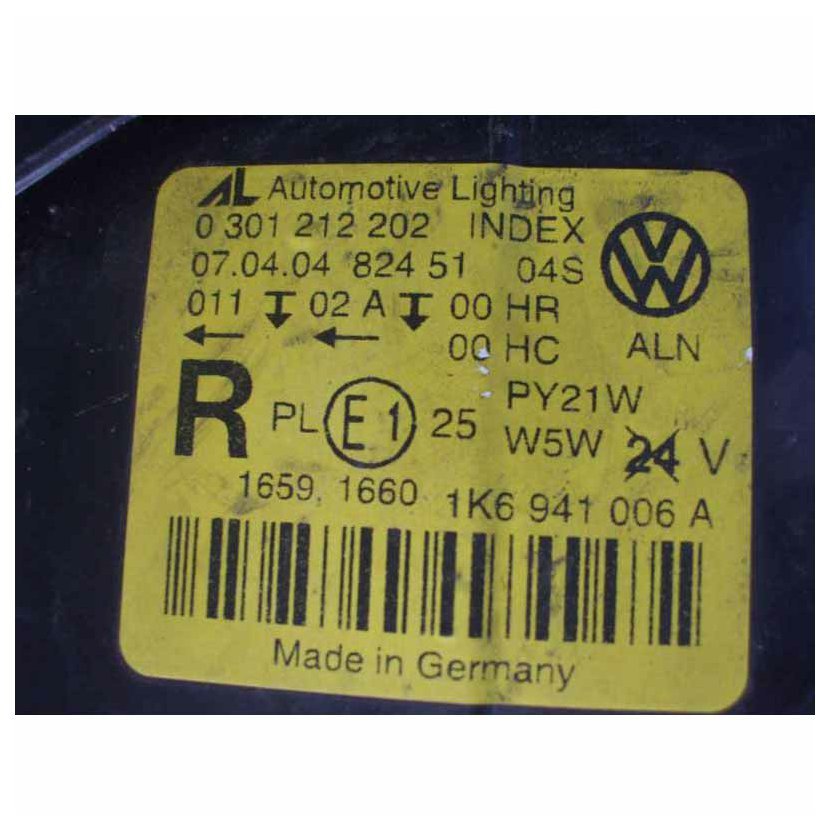 AL Automotive Lighting
0 301 212 202 INDEX
07.04.04 824 51 04S
011 02 A 00 HR
00 HC ALN
R PL E1 25 PY21W
W5W 24 V
1659, 1660 1K6 941 006 A
Made in Germany
VW